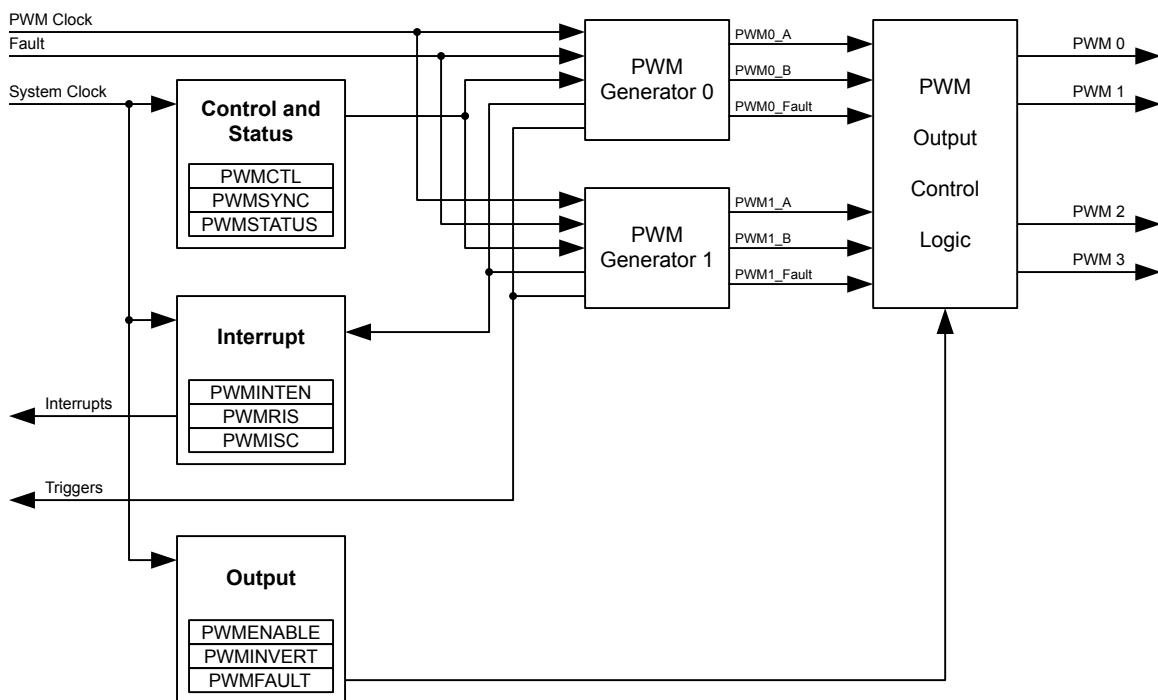 PWM Clock
Fault
System Clock
Control and
Status
PWMCTL
PWMSYNC
PWMSTATUS
Interrupt
PWMINTEN
PWMRIS
PWMISC
Interrupts
Triggers
Output
PWMENABLE
PWMINVERT
PWMFAULT
PWM
Generator 0
PWM0_A
PWM0_B
PWM0_Fault
PWM
Generator 1
PWM1_A
PWM1_B
PWM1_Fault
PWM
Output
Control
Logic
PWM 0
PWM 1
PWM 2
PWM 3